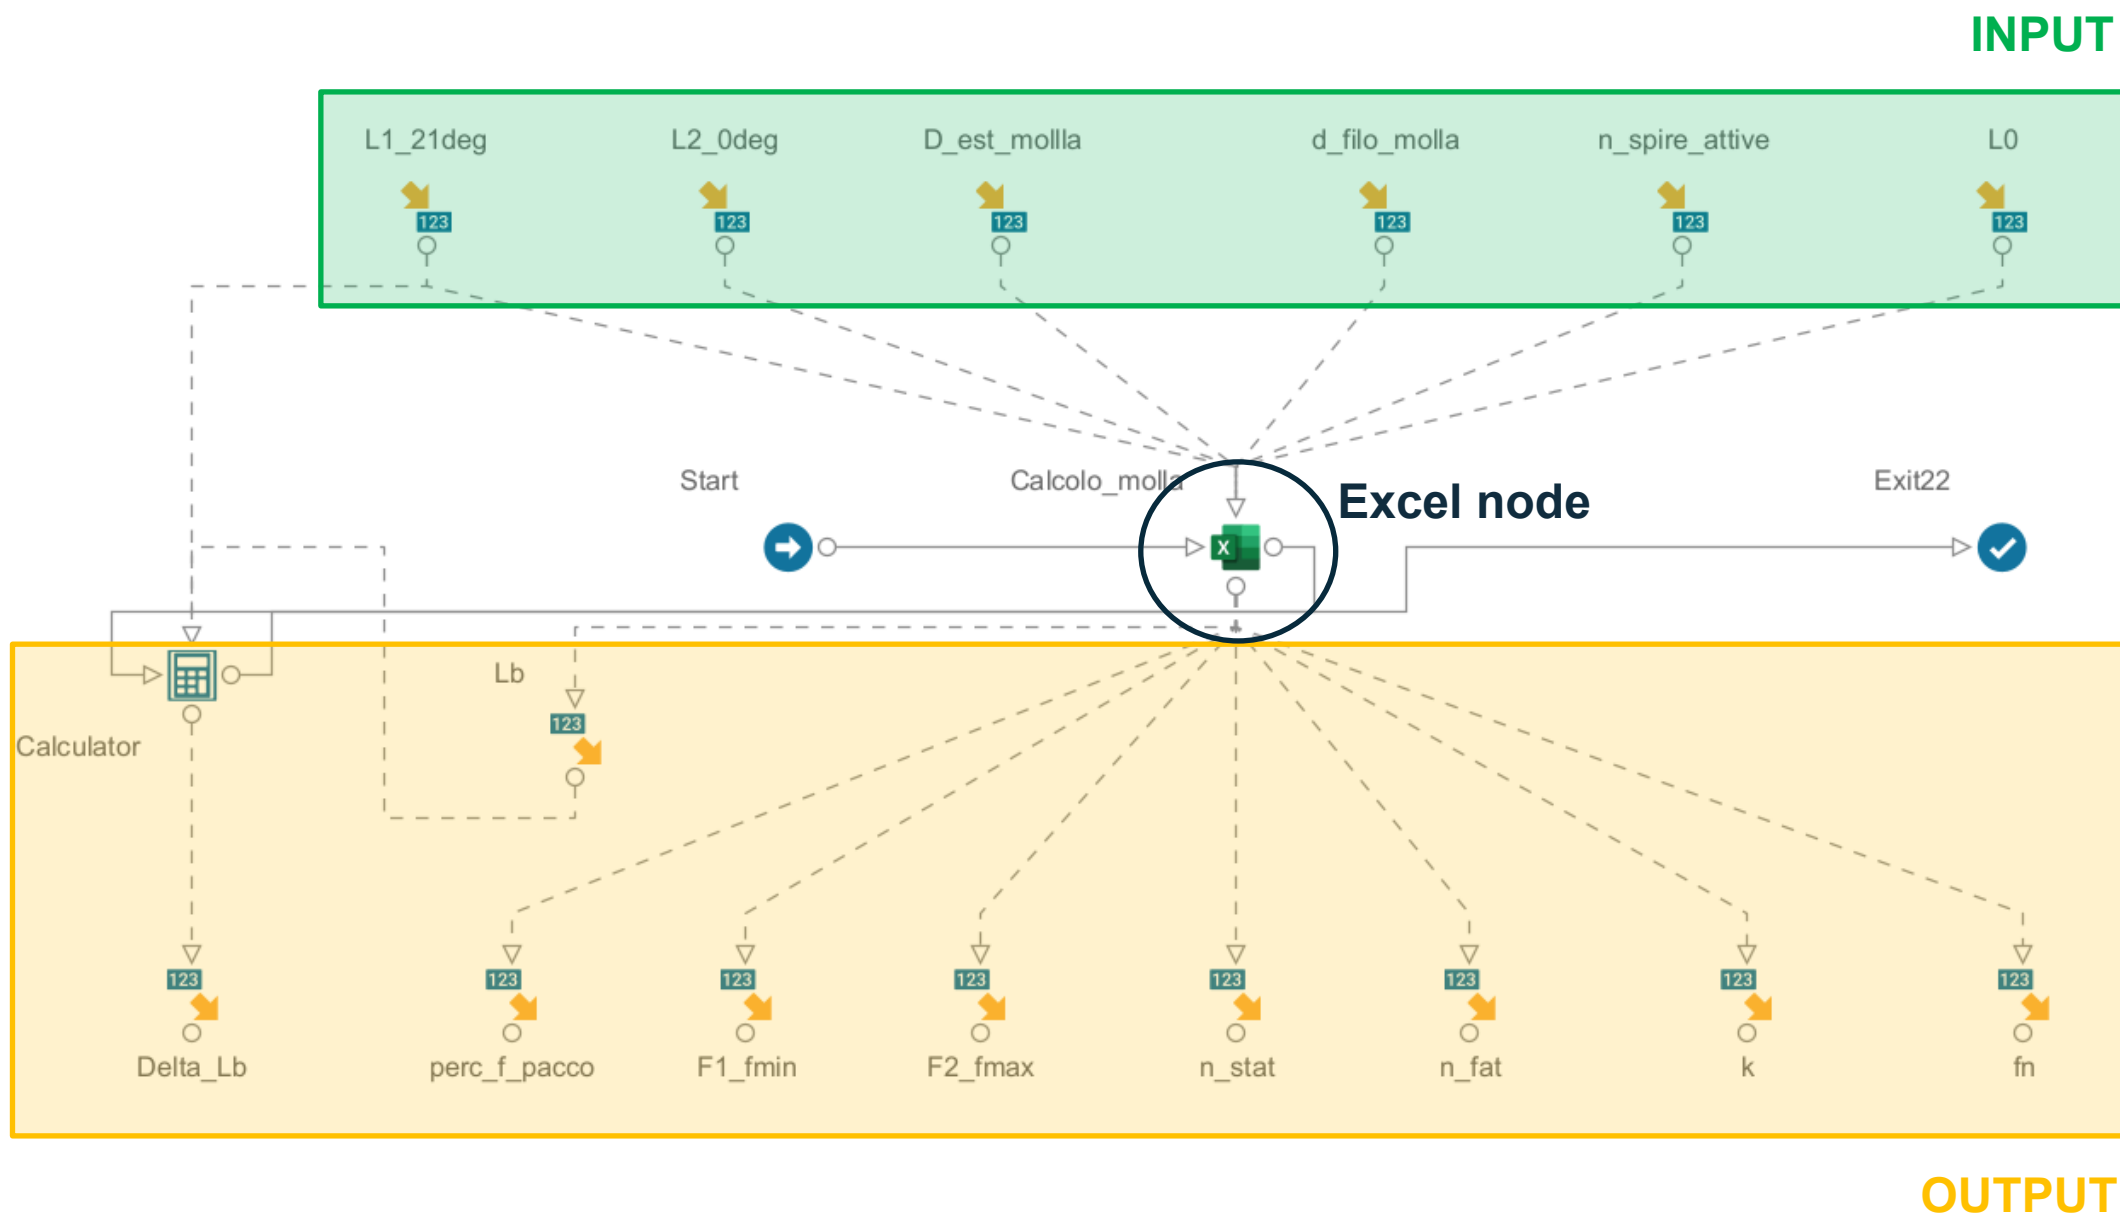 INPUT
L1_21deg
L2_0deg
D_est_mollla
d_filo_molla
n_spire_attive
L0
123
123
123
123
123
123
Start
Calcolo_molla
Excel node
Exit22
X
Lb
123
Calculator
123
123
123
123
123
123
123
123
Delta_Lb
perc_f_pacco
F1_fmin
F2_fmax
n_stat
n_fat
k
fn
OUTPUT